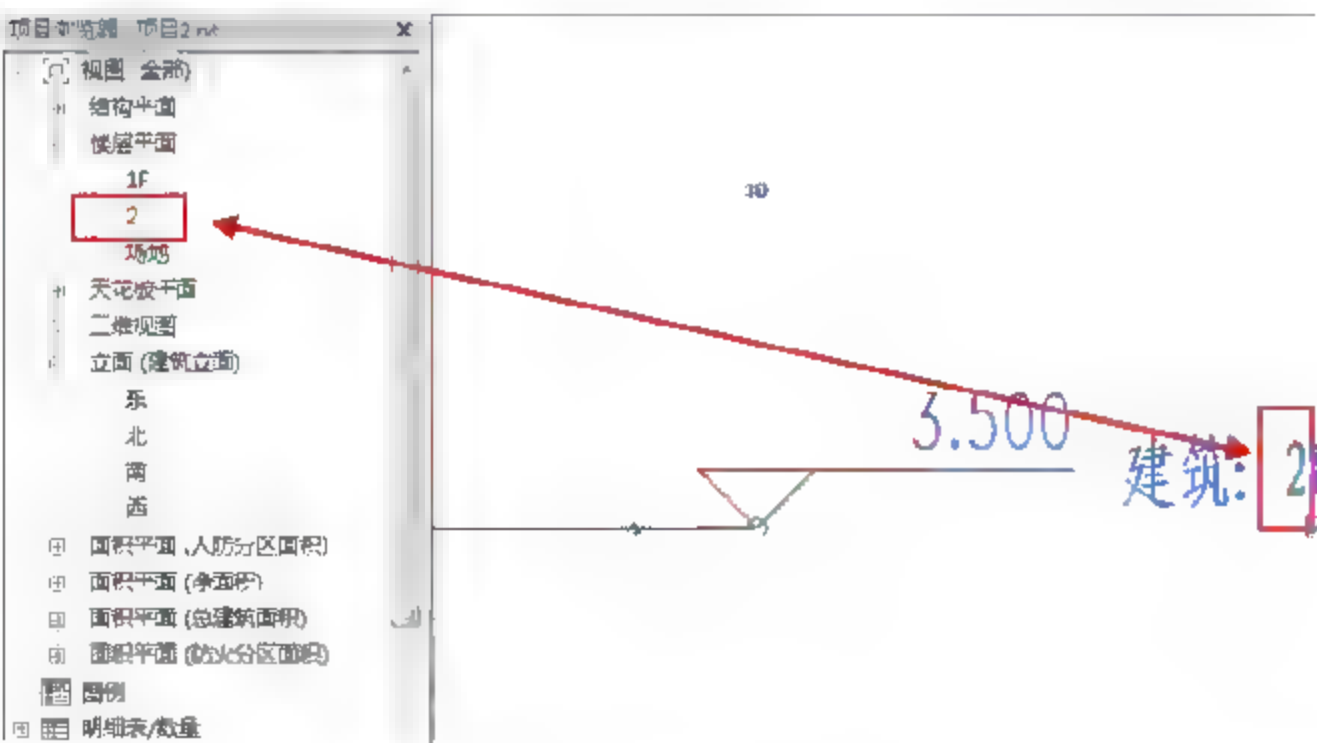 项目浏览器 项目2.rvt
视图 (全部)
结构平面
楼层平面
1F
2
场地
天花板平面
三维视图
立面 (建筑立面)
东
北
南
西
面积平面 (人防分区面积)
面积平面 (净面积)
面积平面 (总建筑面积)
面积平面 (防火分区面积)
图例
明细表/数量
3.500
建筑: 2